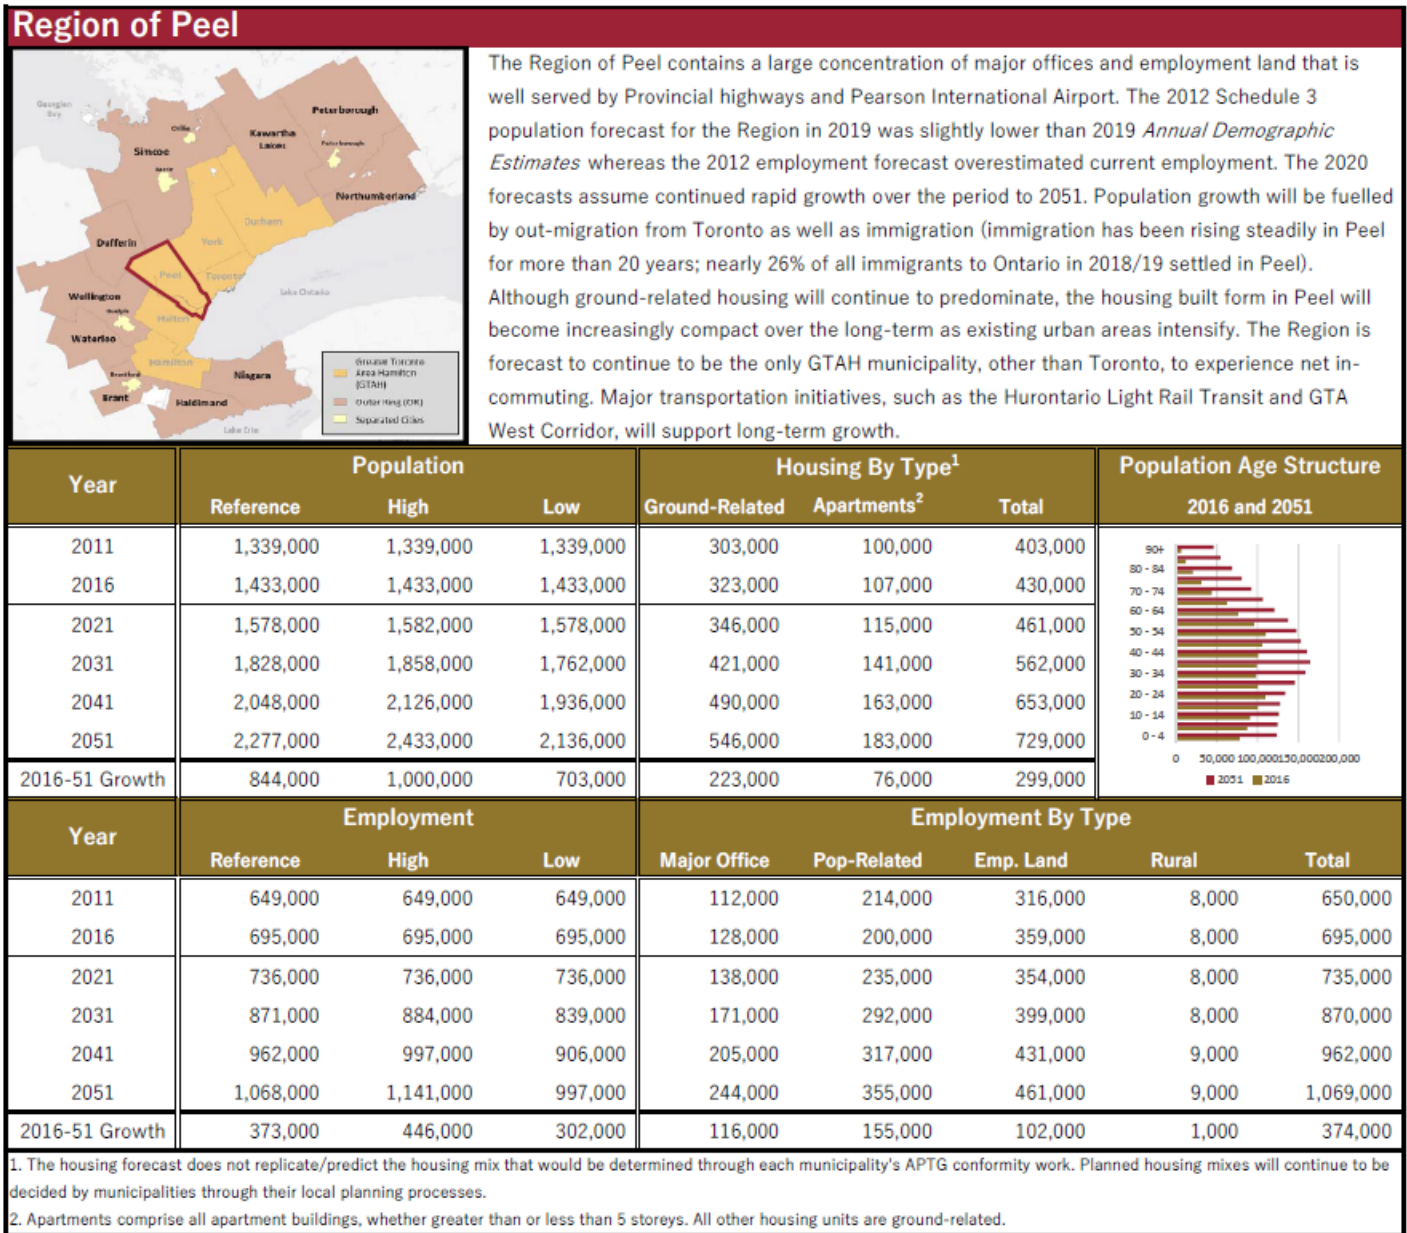 Region of Peel
Georgian
Bay
Peterborough
Orillia
Kawartha
Lakes
Peterborough
Simcoe
Barrie
Northumberland
Durham
Dufferin
York
Peel
Toronto
Lake Ontario
Wellington
Guelph
Halton
Waterloo
Hamilton
Brantford
Niagara
Brant
Haldimand
Lake Erie
Greater Toronto
Area Hamilton
(GTAH)
Outer Ring (OR)
Separated Cities
The Region of Peel contains a large concentration of major offices and employment land that is
well served by Provincial highways and Pearson International Airport. The 2012 Schedule 3
population forecast for the Region in 2019 was slightly lower than 2019 Annual Demographic
Estimates whereas the 2012 employment forecast overestimated current employment. The 2020
forecasts assume continued rapid growth over the period to 2051. Population growth will be fuelled
by out-migration from Toronto as well as immigration (immigration has been rising steadily in Peel
for more than 20 years; nearly 26% of all immigrants to Ontario in 2018/19 settled in Peel).
Although ground-related housing will continue to predominate, the housing built form in Peel will
become increasingly compact over the long-term as existing urban areas intensify. The Region is
forecast to continue to be the only GTAH municipality, other than Toronto, to experience net in-
commuting. Major transportation initiatives, such as the Hurontario Light Rail Transit and GTA
West Corridor, will support long-term growth.
Year Population Housing By Type¹ Population Age Structure
Reference High Low Ground-Related Apartments² Total 2016 and 2051
2011 1,339,000 1,339,000 1,339,000 303,000 100,000 403,000
2016 1,433,000 1,433,000 1,433,000 323,000 107,000 430,000
2021 1,578,000 1,582,000 1,578,000 346,000 115,000 461,000
2031 1,828,000 1,858,000 1,762,000 421,000 141,000 562,000
2041 2,048,000 2,126,000 1,936,000 490,000 163,000 653,000
2051 2,277,000 2,433,000 2,136,000 546,000 183,000 729,000
2016-51 Growth 844,000 1,000,000 703,000 223,000 76,000 299,000
90+
80 - 84
70 - 74
60 - 64
50 - 54
40 - 44
30 - 34
20 - 24
10 - 14
0 - 4
0 50,000 100,000 150,000 200,000
2051 2016
Year Employment Employment By Type
Reference High Low Major Office Pop-Related Emp. Land Rural Total
2011 649,000 649,000 649,000 112,000 214,000 316,000 8,000 650,000
2016 695,000 695,000 695,000 128,000 200,000 359,000 8,000 695,000
2021 736,000 736,000 736,000 138,000 235,000 354,000 8,000 735,000
2031 871,000 884,000 839,000 171,000 292,000 399,000 8,000 870,000
2041 962,000 997,000 906,000 205,000 317,000 431,000 9,000 962,000
2051 1,068,000 1,141,000 997,000 244,000 355,000 461,000 9,000 1,069,000
2016-51 Growth 373,000 446,000 302,000 116,000 155,000 102,000 1,000 374,000
1. The housing forecast does not replicate/predict the housing mix that would be determined through each municipality's APTG conformity work. Planned housing mixes will continue to be
decided by municipalities through their local planning processes.
2. Apartments comprise all apartment buildings, whether greater than or less than 5 storeys. All other housing units are ground-related.